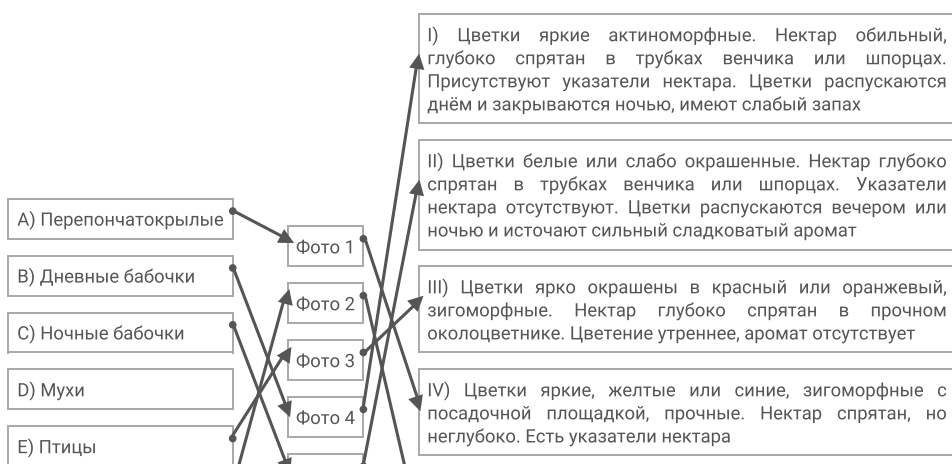 I) Цветки яркие актиноморфные. Нектар обильный,
глубоко спрятан в трубках венчика или шпорцах.
Присутствуют указатели нектара. Цветки распускаются
днём и закрываются ночью, имеют слабый запах
II) Цветки белые или слабо окрашенные. Нектар глубоко
спрятан в трубках венчика или шпорцах. Указатели
нектара отсутствуют. Цветки распускаются вечером или
ночью и источают сильный сладковатый аромат
A) Перепончатокрылые
Фото 1
B) Дневные бабочки
III) Цветки ярко окрашены в красный или оранжевый,
зигоморфные. Нектар глубоко спрятан в прочном
околоцветнике. Цветение утреннее, аромат отсутствует
Фото 2
C) Ночные бабочки
Фото 3
D) Мухи
IV) Цветки яркие, желтые или синие, зигоморфные с
посадочной площадкой, прочные. Нектар спрятан, но
неглубоко. Есть указатели нектара
Фото 4
E) Птицы